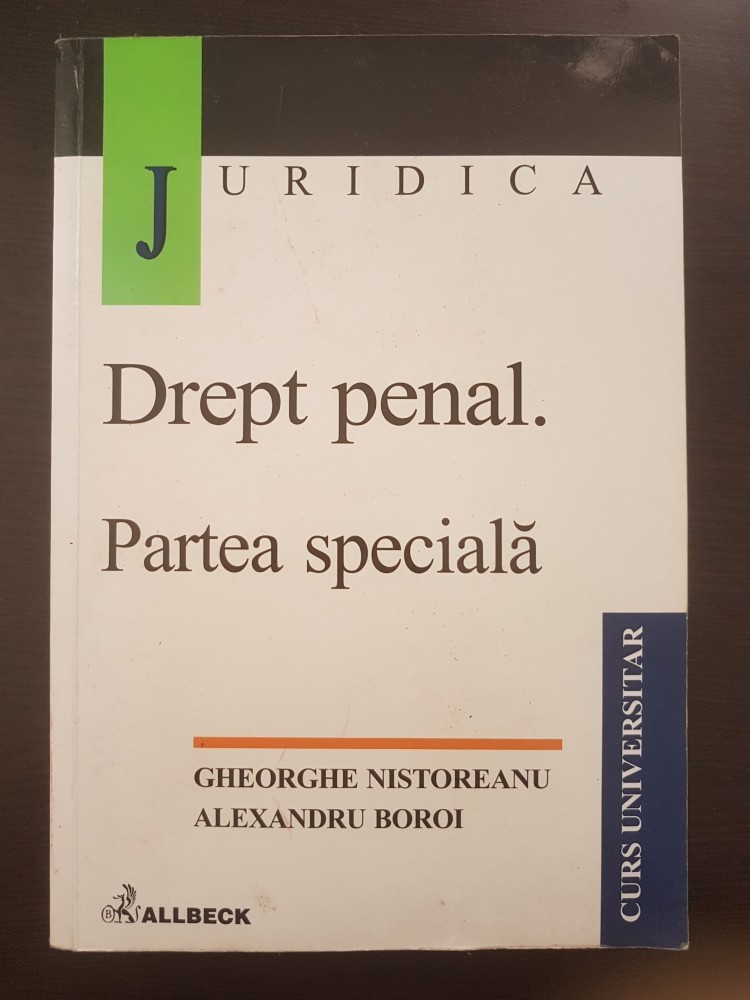 JURIDICA
Drept penal.
Partea specială
GHEORGHE NISTOREANU
ALEXANDRU BOROI
CURS UNIVERSITAR
B ALLBECK